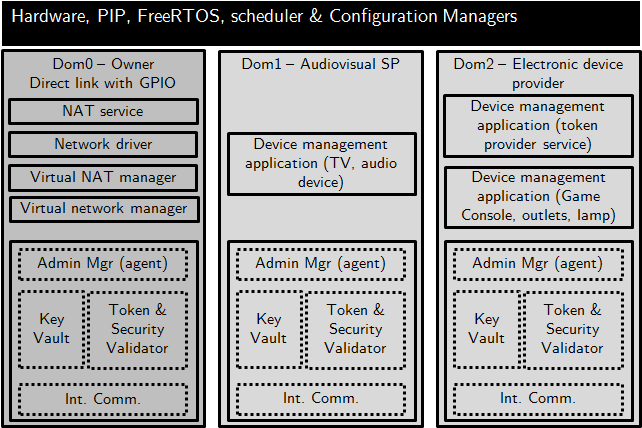 Hardware, PIP, FreeRTOS, scheduler & Configuration Managers
Dom0 – Owner
Direct link with GPIO
NAT service
Network driver
Virtual NAT manager
Virtual network manager
Admin Mgr (agent)
Key
Vault
Token &
Security
Validator
Int. Comm.
Dom1 – Audiovisual SP
Device management
application (TV, audio
device)
Admin Mgr (agent)
Key
Vault
Token &
Security
Validator
Int. Comm.
Dom2 – Electronic device
provider
Device management
application (token
provider service)
Device management
application (Game
Console, outlets, lamp)
Admin Mgr (agent)
Key
Vault
Token &
Security
Validator
Int. Comm.